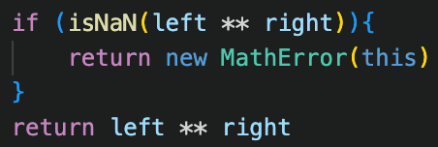 if (isNaN(left ** right)){
    return new MathError(this)
}
return left ** right